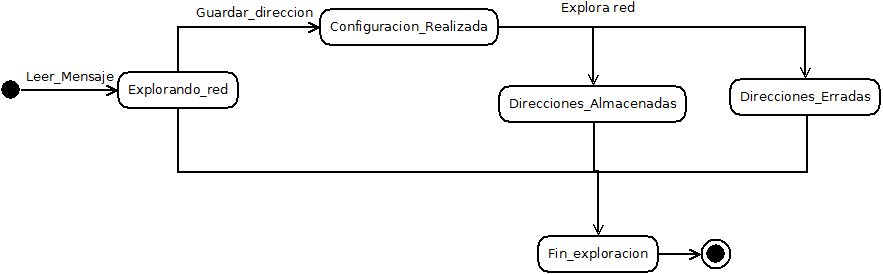 Guardar_direccion
Explora red
Configuracion_Realizada
Leer_Mensaje
Explorando_red
Direcciones_Almacenadas
Direcciones_Erradas
Fin_exploracion